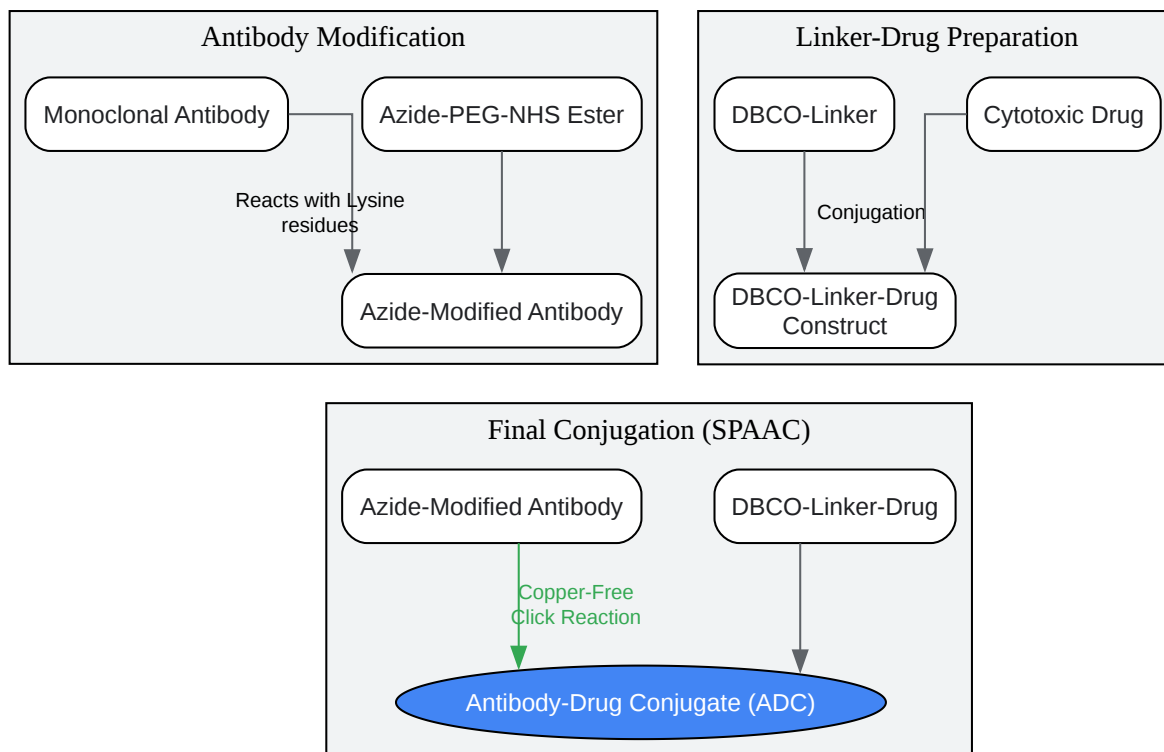 Antibody Modification
Monoclonal Antibody
Azide-PEG-NHS Ester
Reacts with Lysine
residues
Azide-Modified Antibody
Linker-Drug Preparation
DBCO-Linker
Cytotoxic Drug
Conjugation
DBCO-Linker-Drug
Construct
Final Conjugation (SPAAC)
Azide-Modified Antibody
DBCO-Linker-Drug
Copper-Free
Click Reaction
Antibody-Drug Conjugate (ADC)